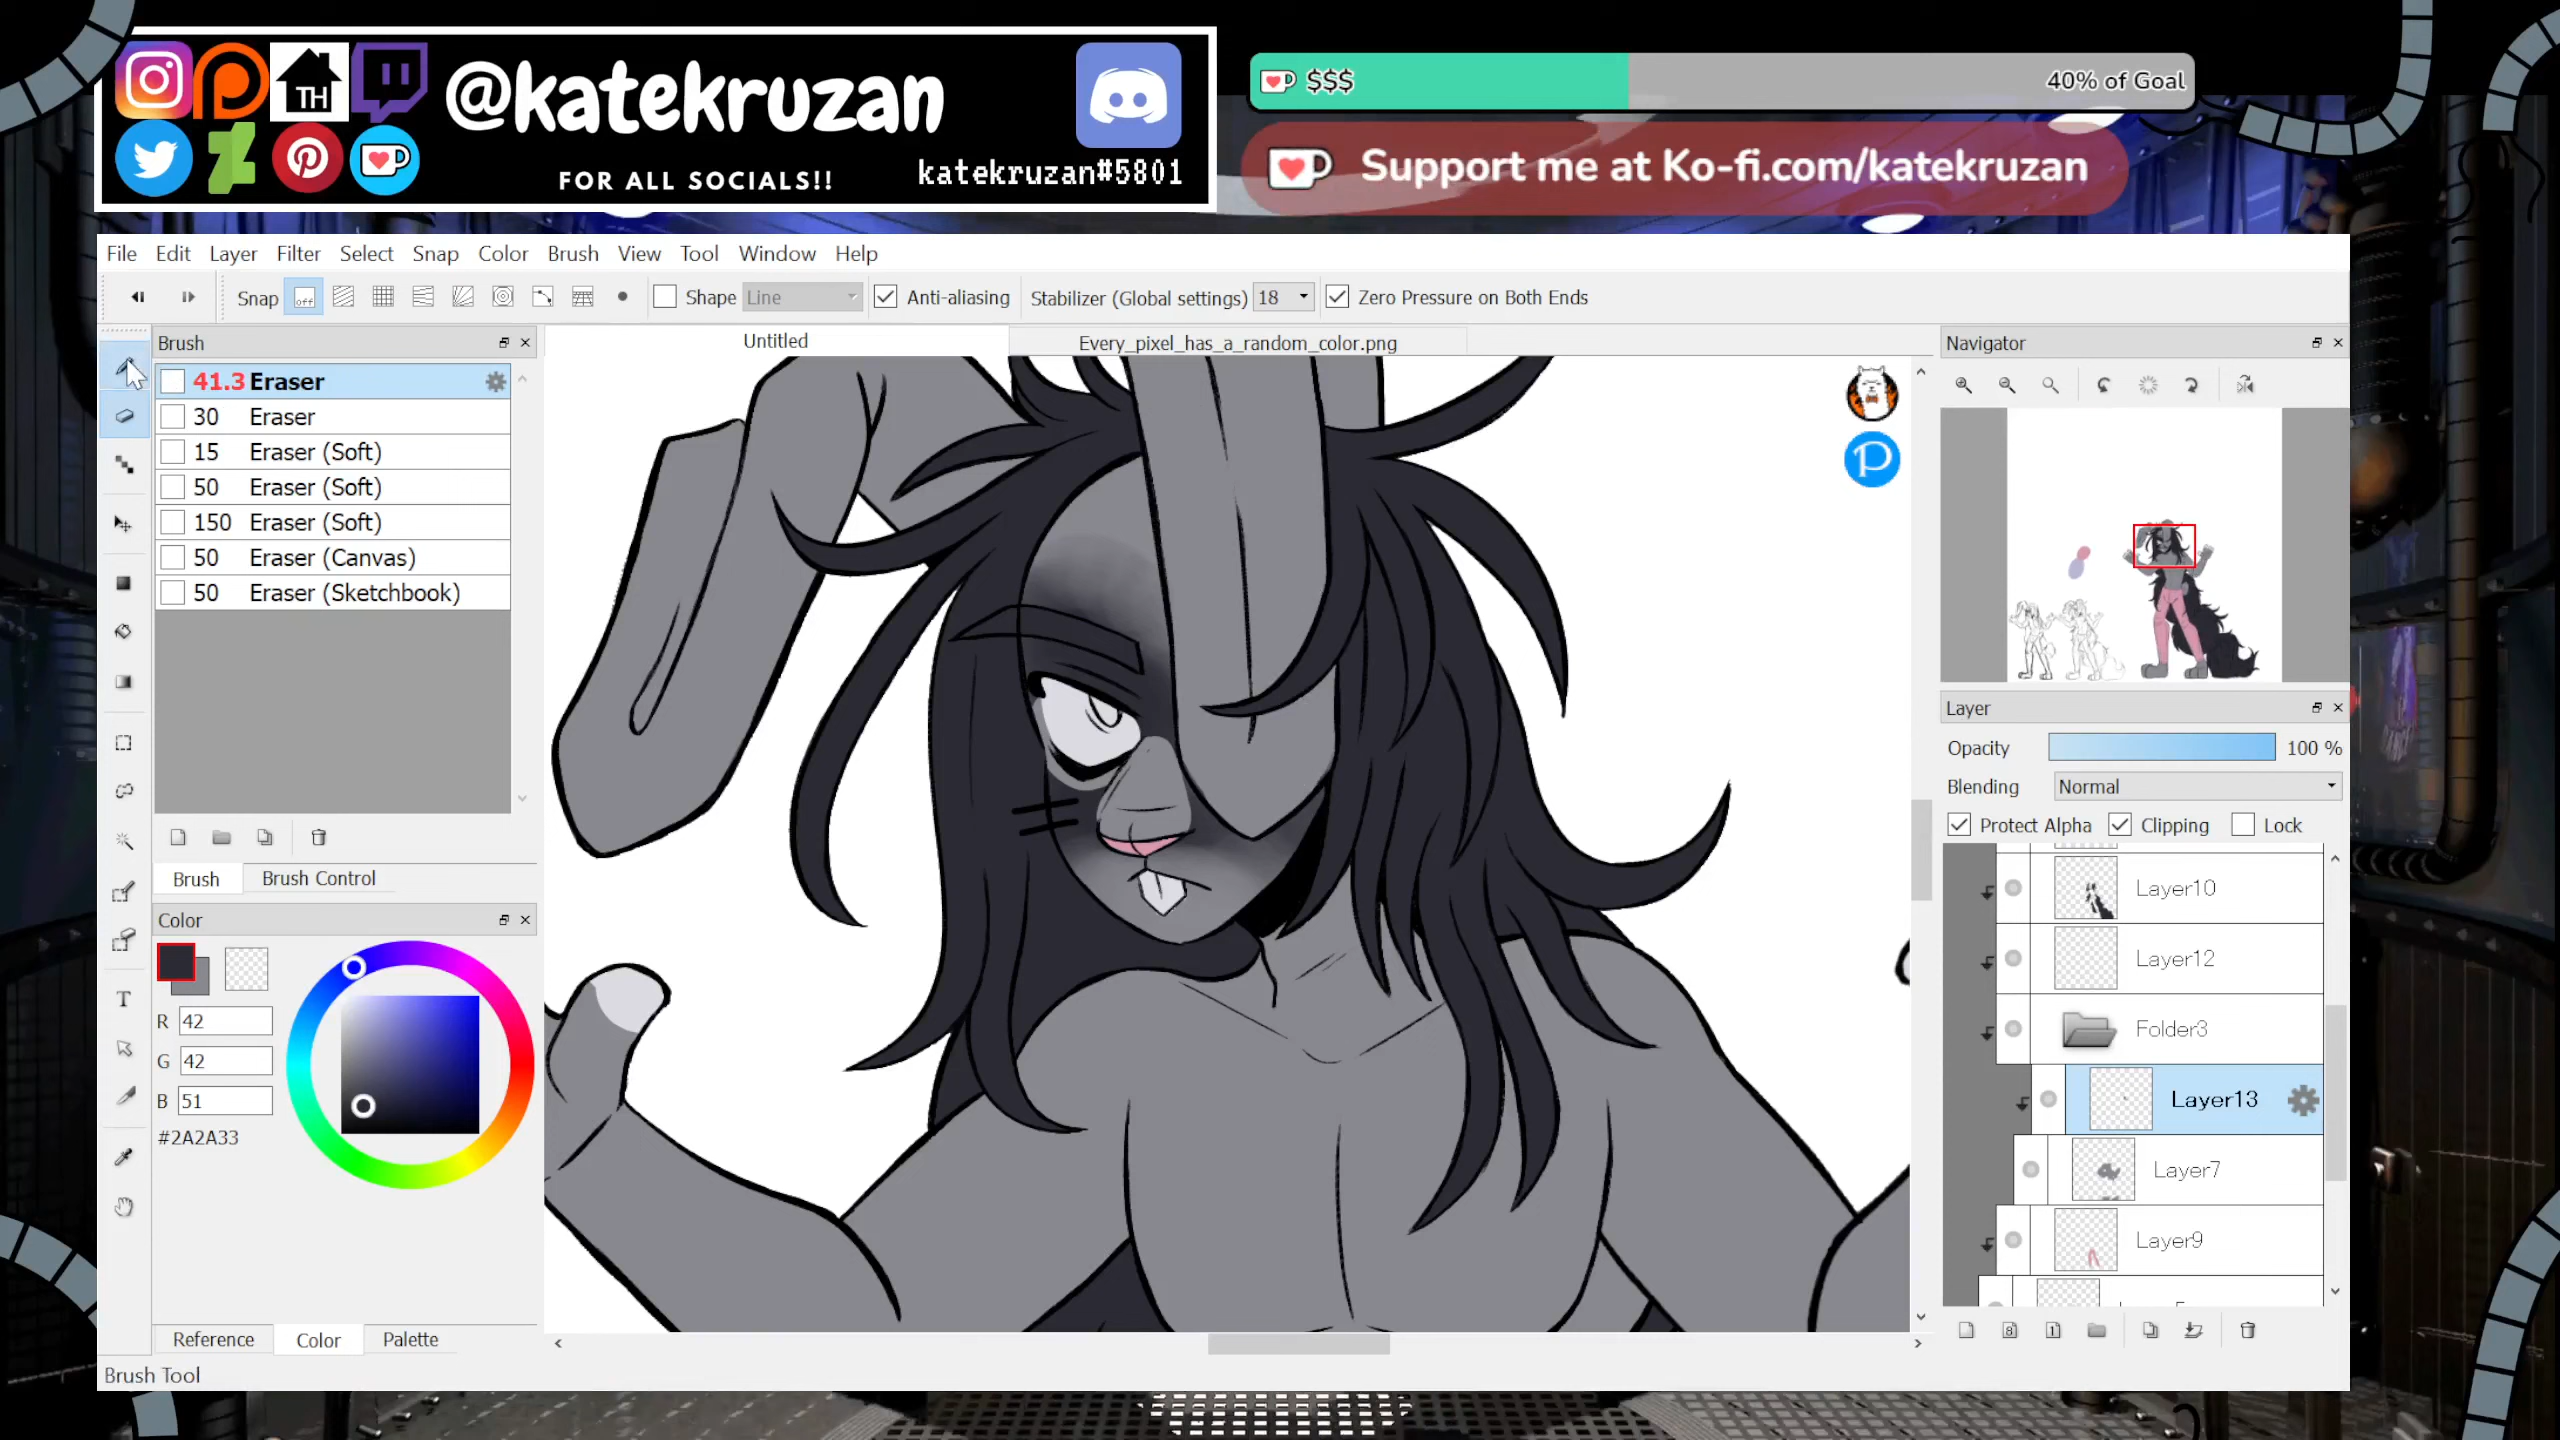 TH
@katekruzan
FOR ALL SOCIALS!!
katekruzan#5801
$$$
40% of Goal
Support me at Ko-fi.com/katekruzan
File Edit Layer Filter Select Snap Color Brush View Tool Window Help
Snap off Shape Line Anti-aliasing Stabilizer (Global settings) 18 Zero Pressure on Both Ends
Brush
Untitled
Every_pixel_has_a_random_color.png
41.3 Eraser
30 Eraser
15 Eraser (Soft)
50 Eraser (Soft)
150 Eraser (Soft)
50 Eraser (Canvas)
50 Eraser (Sketchbook)
Brush Brush Control
Color
R 42
G 42
B 51
#2A2A33
Reference Color Palette
Brush Tool
T
P
Navigator
Layer
Opacity 100 %
Blending Normal
Protect Alpha Clipping Lock
Layer10
Layer12
Folder3
Layer13
Layer7
Layer9
8
1